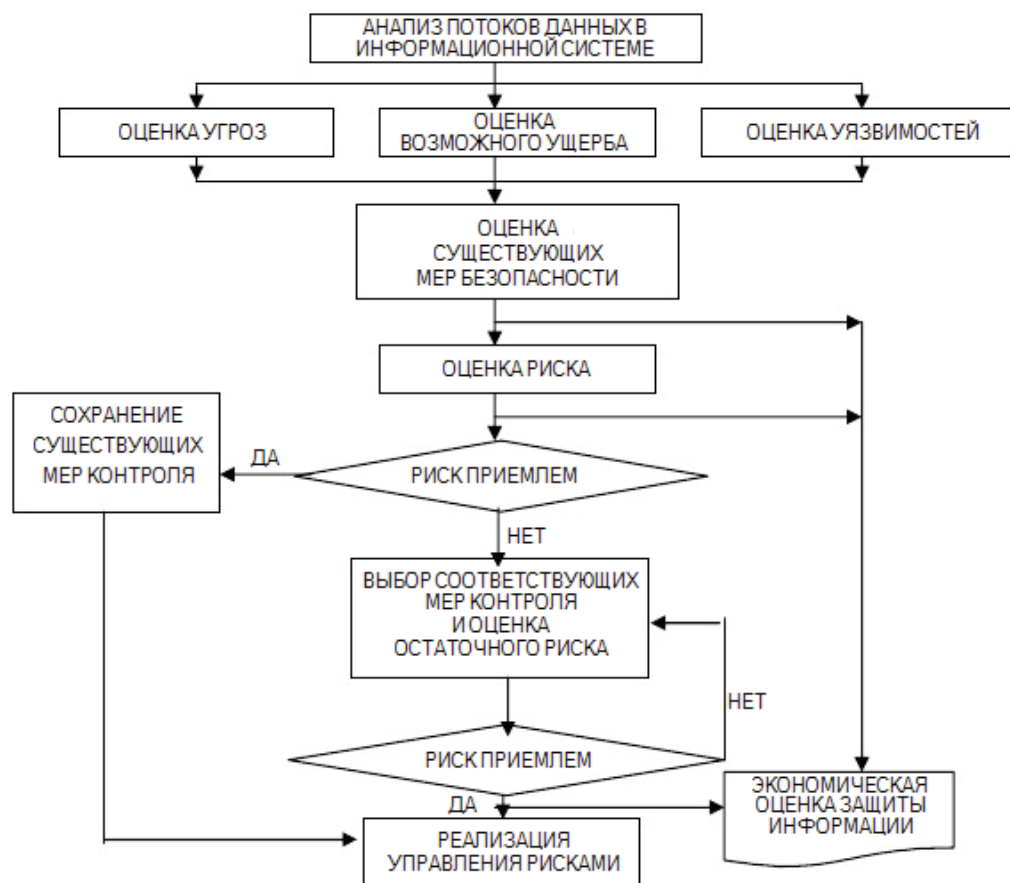 АНАЛИЗ ПОТОКОВ ДАННЫХ В
ИНФОРМАЦИОННОЙ СИСТЕМЕ
ОЦЕНКА УГРОЗ
ОЦЕНКА
ВОЗМОЖНОГО УЩЕРБА
ОЦЕНКА УЯЗВИМОСТЕЙ
ОЦЕНКА
СУЩЕСТВУЮЩИХ
МЕР БЕЗОПАСНОСТИ
ОЦЕНКА РИСКА
СОХРАНЕНИЕ
СУЩЕСТВУЮЩИХ
МЕР КОНТРОЛЯ
ДА
РИСК ПРИЕМЛЕМ
НЕТ
ВЫБОР СООТВЕТСТВУЮЩИХ
МЕР КОНТРОЛЯ
И ОЦЕНКА
ОСТАТОЧНОГО РИСКА
НЕТ
РИСК ПРИЕМЛЕМ
ДА
ЭКОНОМИЧЕСКАЯ
ОЦЕНКА ЗАЩИТЫ
ИНФОРМАЦИИ
РЕАЛИЗАЦИЯ
УПРАВЛЕНИЯ РИСКАМИ